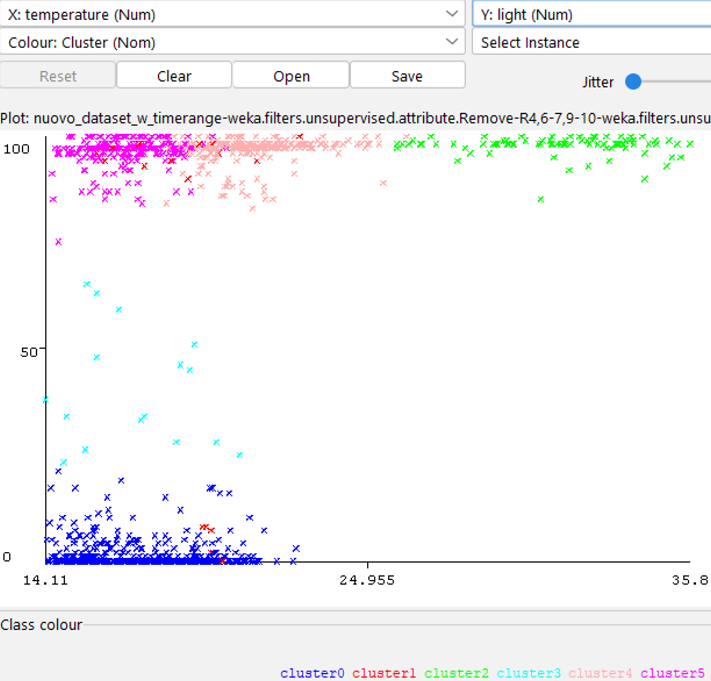 X: temperature (Num) Y: light (Num)
Colour: Cluster (Nom) Select Instance
Reset Clear Open Save Jitter
Plot: nuovo_dataset_w_timerange-weka.filters.unsupervised.attribute.Remove-R4,6-7,9-10-weka.filters.unsu
100
50
0
14.11 24.955 35.8
Class colour
cluster0 cluster1 cluster2 cluster3 cluster4 cluster5